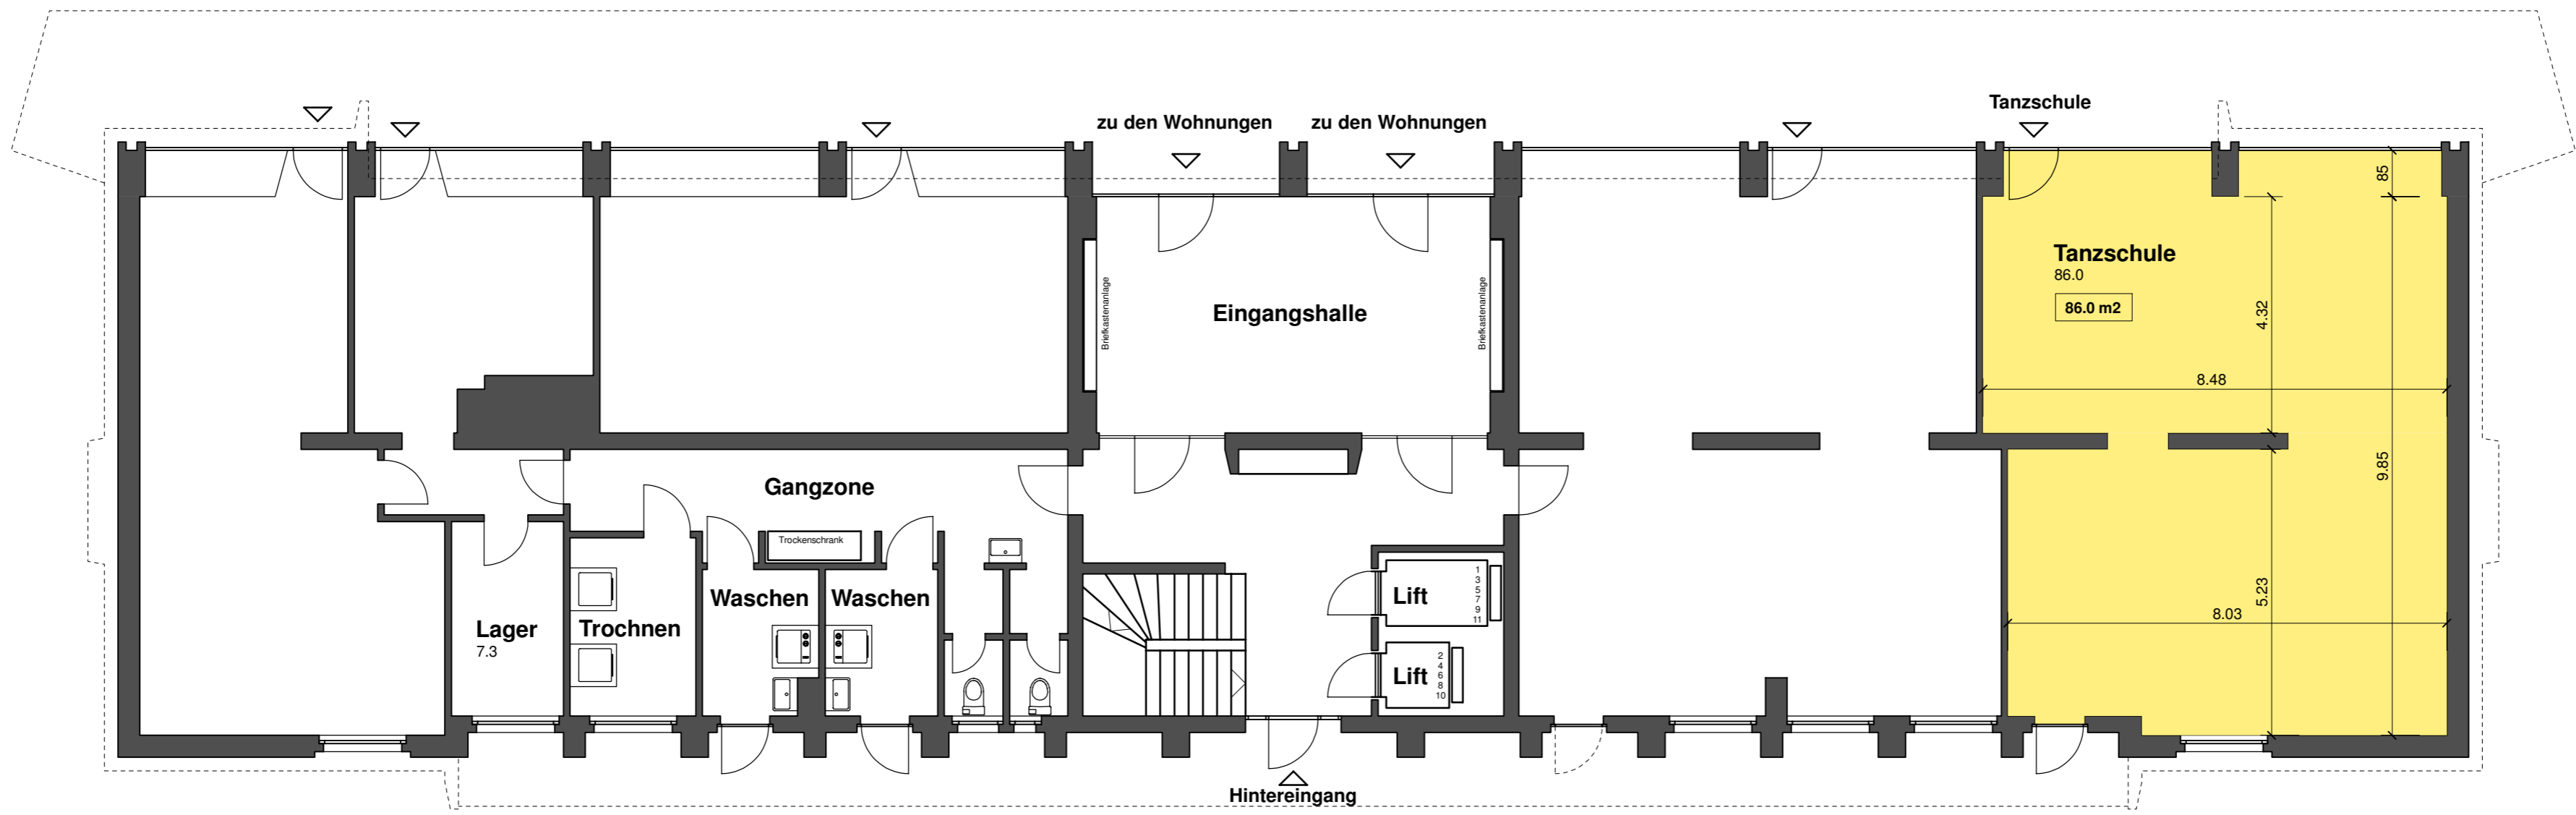 Tanzschule
zu den Wohnungen
zu den Wohnungen
Tanzschule
86.0
86.0 m2
85
4.32
8.48
9.85
5.23
8.03
Briefkastenanlage
Eingangshalle
Briefkastenanlage
Gangzone
Trockenschrank
Waschen
Waschen
Lager
7.3
Trochnen
Lift
1
3
5
7
9
11
Lift
2
4
6
8
10
Hintereingang